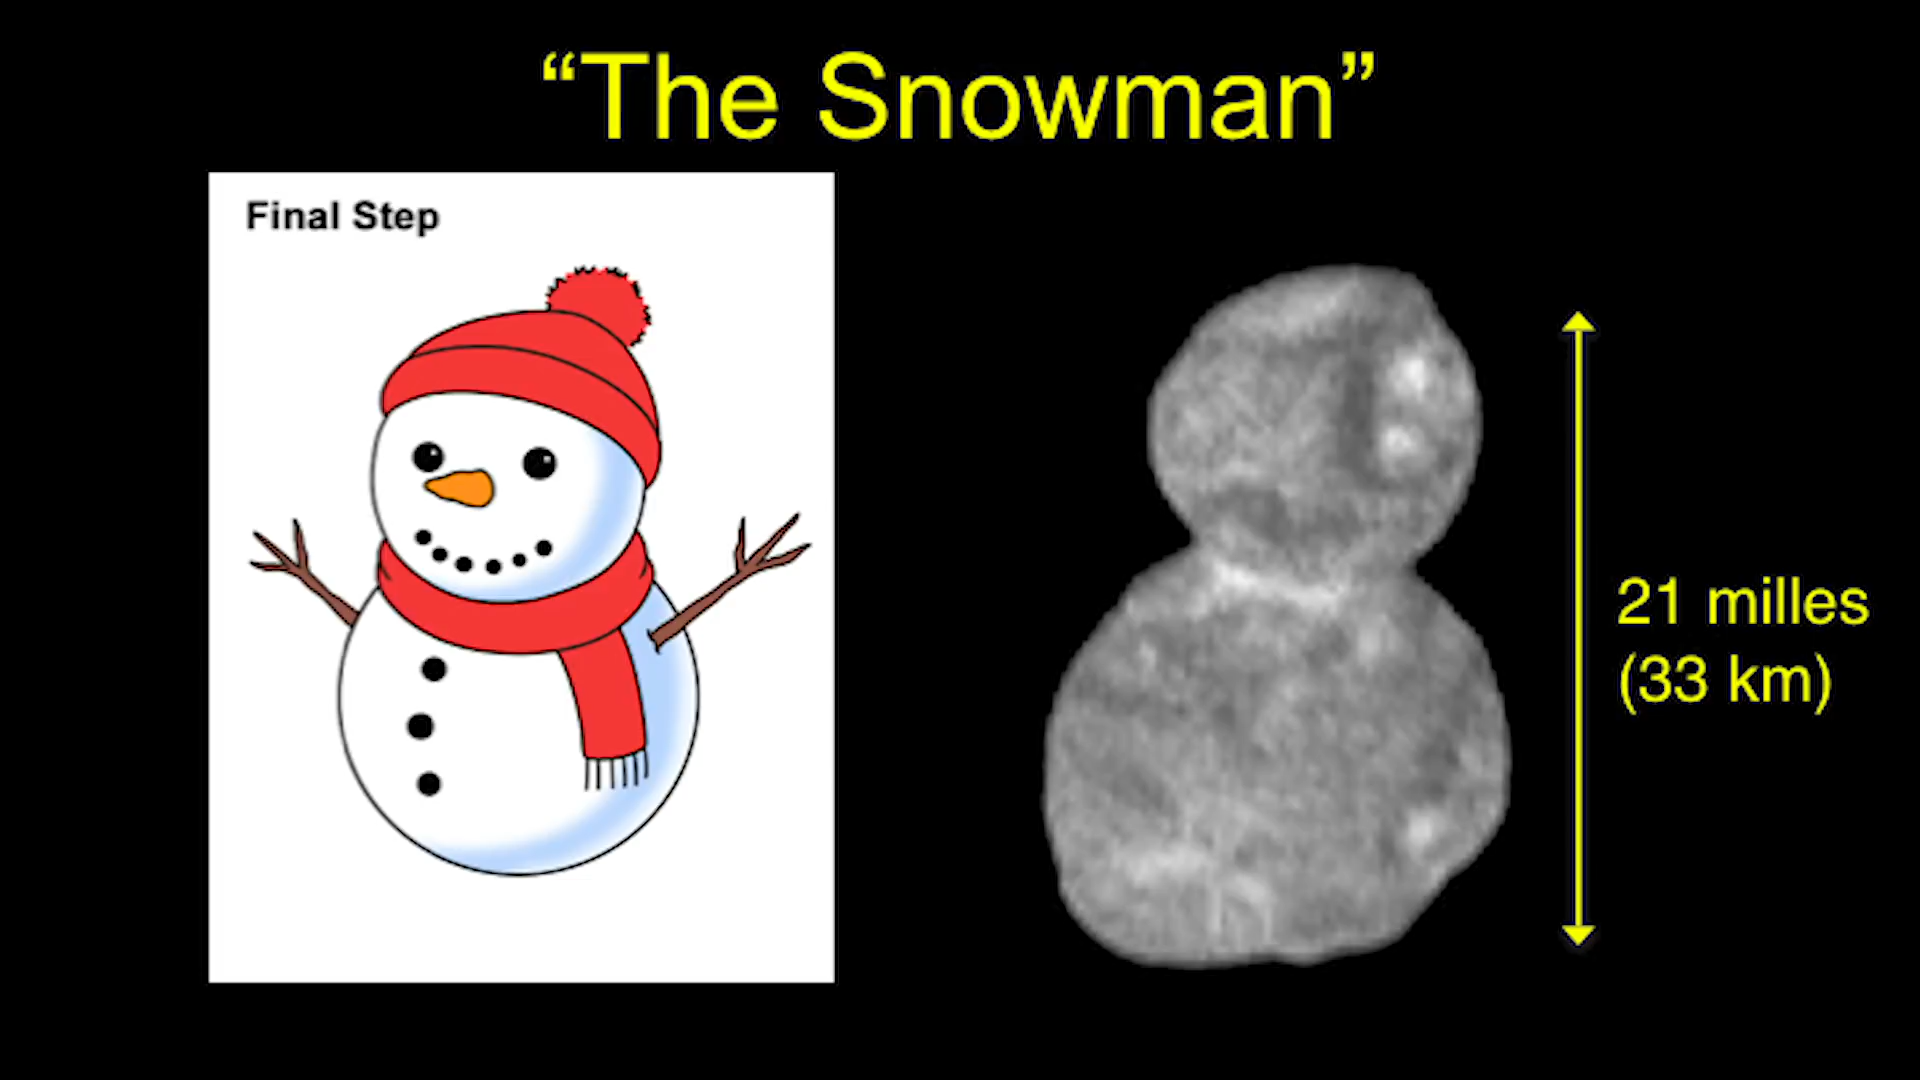 “The Snowman”
Final Step
21 milles
(33 km)